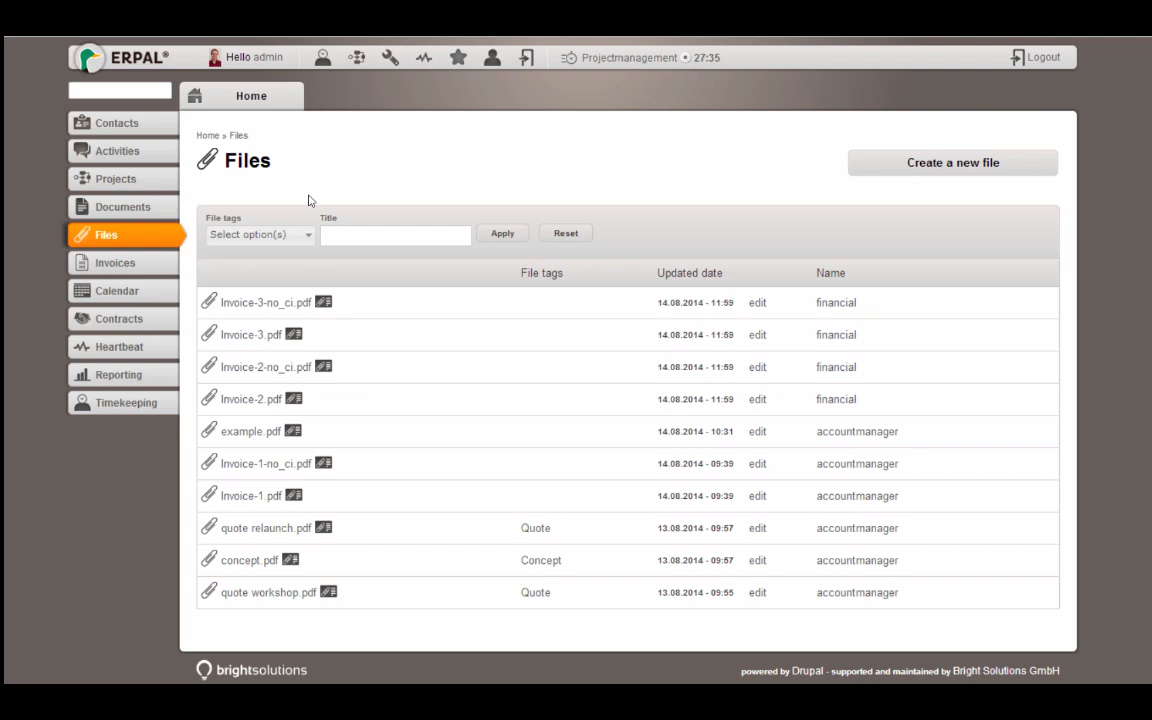 ERPAL®
Hello admin
Projectmanagement 27:35
Logout
Home
Contacts
Activities
Projects
Documents
Files
Invoices
Calendar
Contracts
Heartbeat
Reporting
Timekeeping
Home » Files
Files
Create a new file
File tags Title
Select option(s)
Apply
Reset
File tags Updated date Name
Invoice-3-no_ci.pdf 14.08.2014 - 11:59 edit financial
Invoice-3.pdf 14.08.2014 - 11:59 edit financial
Invoice-2-no_ci.pdf 14.08.2014 - 11:59 edit financial
Invoice-2.pdf 14.08.2014 - 11:59 edit financial
example.pdf 14.08.2014 - 10:31 edit accountmanager
Invoice-1-no_ci.pdf 14.08.2014 - 09:39 edit accountmanager
Invoice-1.pdf 14.08.2014 - 09:39 edit accountmanager
quote relaunch.pdf Quote 13.08.2014 - 09:57 edit accountmanager
concept.pdf Concept 13.08.2014 - 09:57 edit accountmanager
quote workshop.pdf Quote 13.08.2014 - 09:55 edit accountmanager
brightsolutions
powered by Drupal - supported and maintained by Bright Solutions GmbH